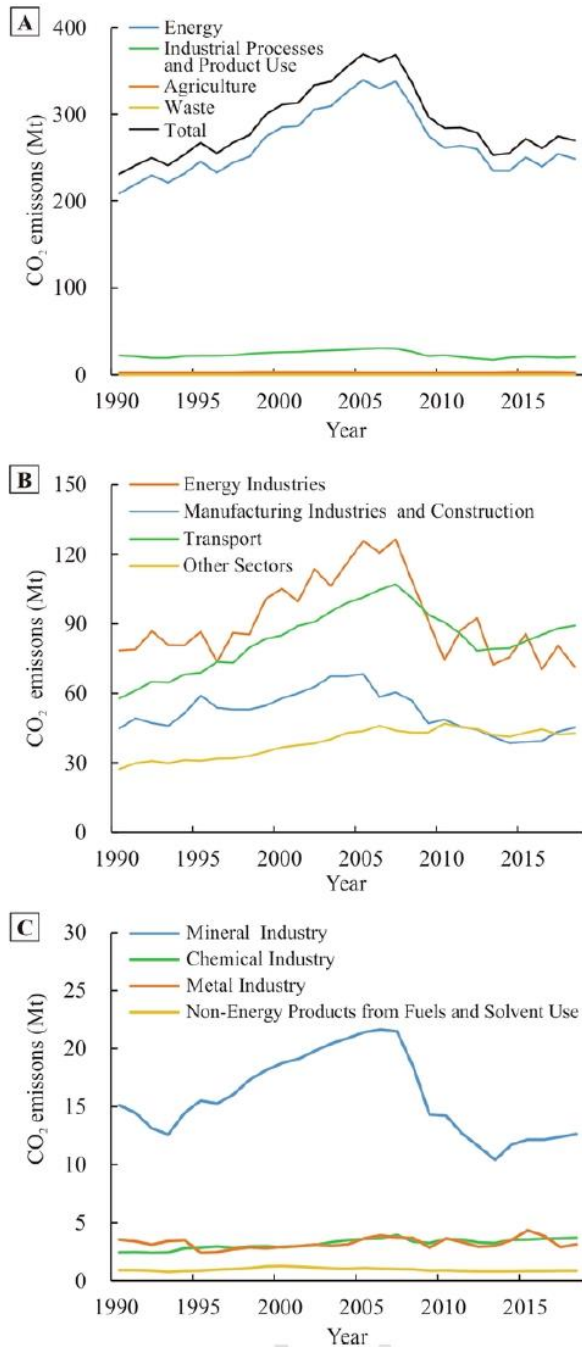 A
400
300
200
100
0
CO2 emissons (Mt)
Energy
Industrial Processes
and Product Use
Agriculture
Waste
Total
1990 1995 2000 2005 2010 2015
Year
B
150
120
90
60
30
0
CO2 emissons (Mt)
Energy Industries
Manufacturing Industries and Construction
Transport
Other Sectors
1990 1995 2000 2005 2010 2015
Year
C
30
25
20
15
10
5
0
CO2 emissons (Mt)
Mineral Industry
Chemical Industry
Metal Industry
Non-Energy Products from Fuels and Solvent Use
1990 1995 2000 2005 2010 2015
Year